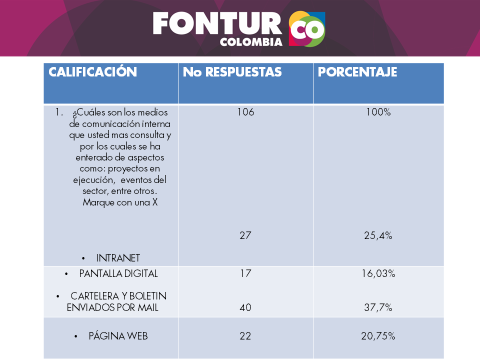 FONTUR CO
COLOMBIA
CALIFICACIÓN No RESPUESTAS PORCENTAJE
1. ¿Cuáles son los medios 106 100%
de comunicación interna
que usted mas consulta y
por los cuales se ha
enterado de aspectos
como: proyectos en
ejecución, eventos del
sector, entre otros.
Marque con una X
27 25,4%
• INTRANET
• PANTALLA DIGITAL 17 16,03%
• CARTELERA Y BOLETIN
ENVIADOS POR MAIL 40 37,7%
• PÁGINA WEB 22 20,75%